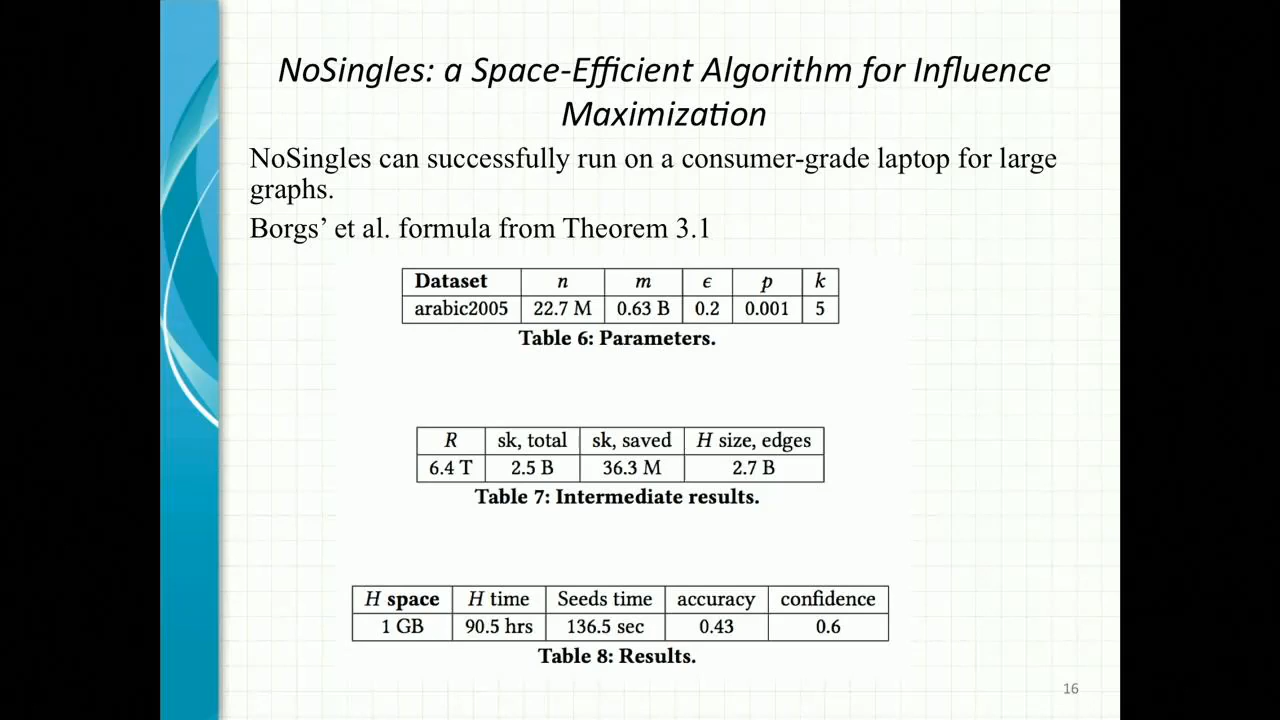 NoSingles: a Space-Efficient Algorithm for Influence
Maximization
NoSingles can successfully run on a consumer-grade laptop for large
graphs.
Borgs’ et al. formula from Theorem 3.1
Dataset n m ϵ p k
arabic2005 22.7 M 0.63 B 0.2 0.001 5
Table 6: Parameters.
R sk, total sk, saved H size, edges
6.4 T 2.5 B 36.3 M 2.7 B
Table 7: Intermediate results.
H space H time Seeds time accuracy confidence
1 GB 90.5 hrs 136.5 sec 0.43 0.6
Table 8: Results.
16